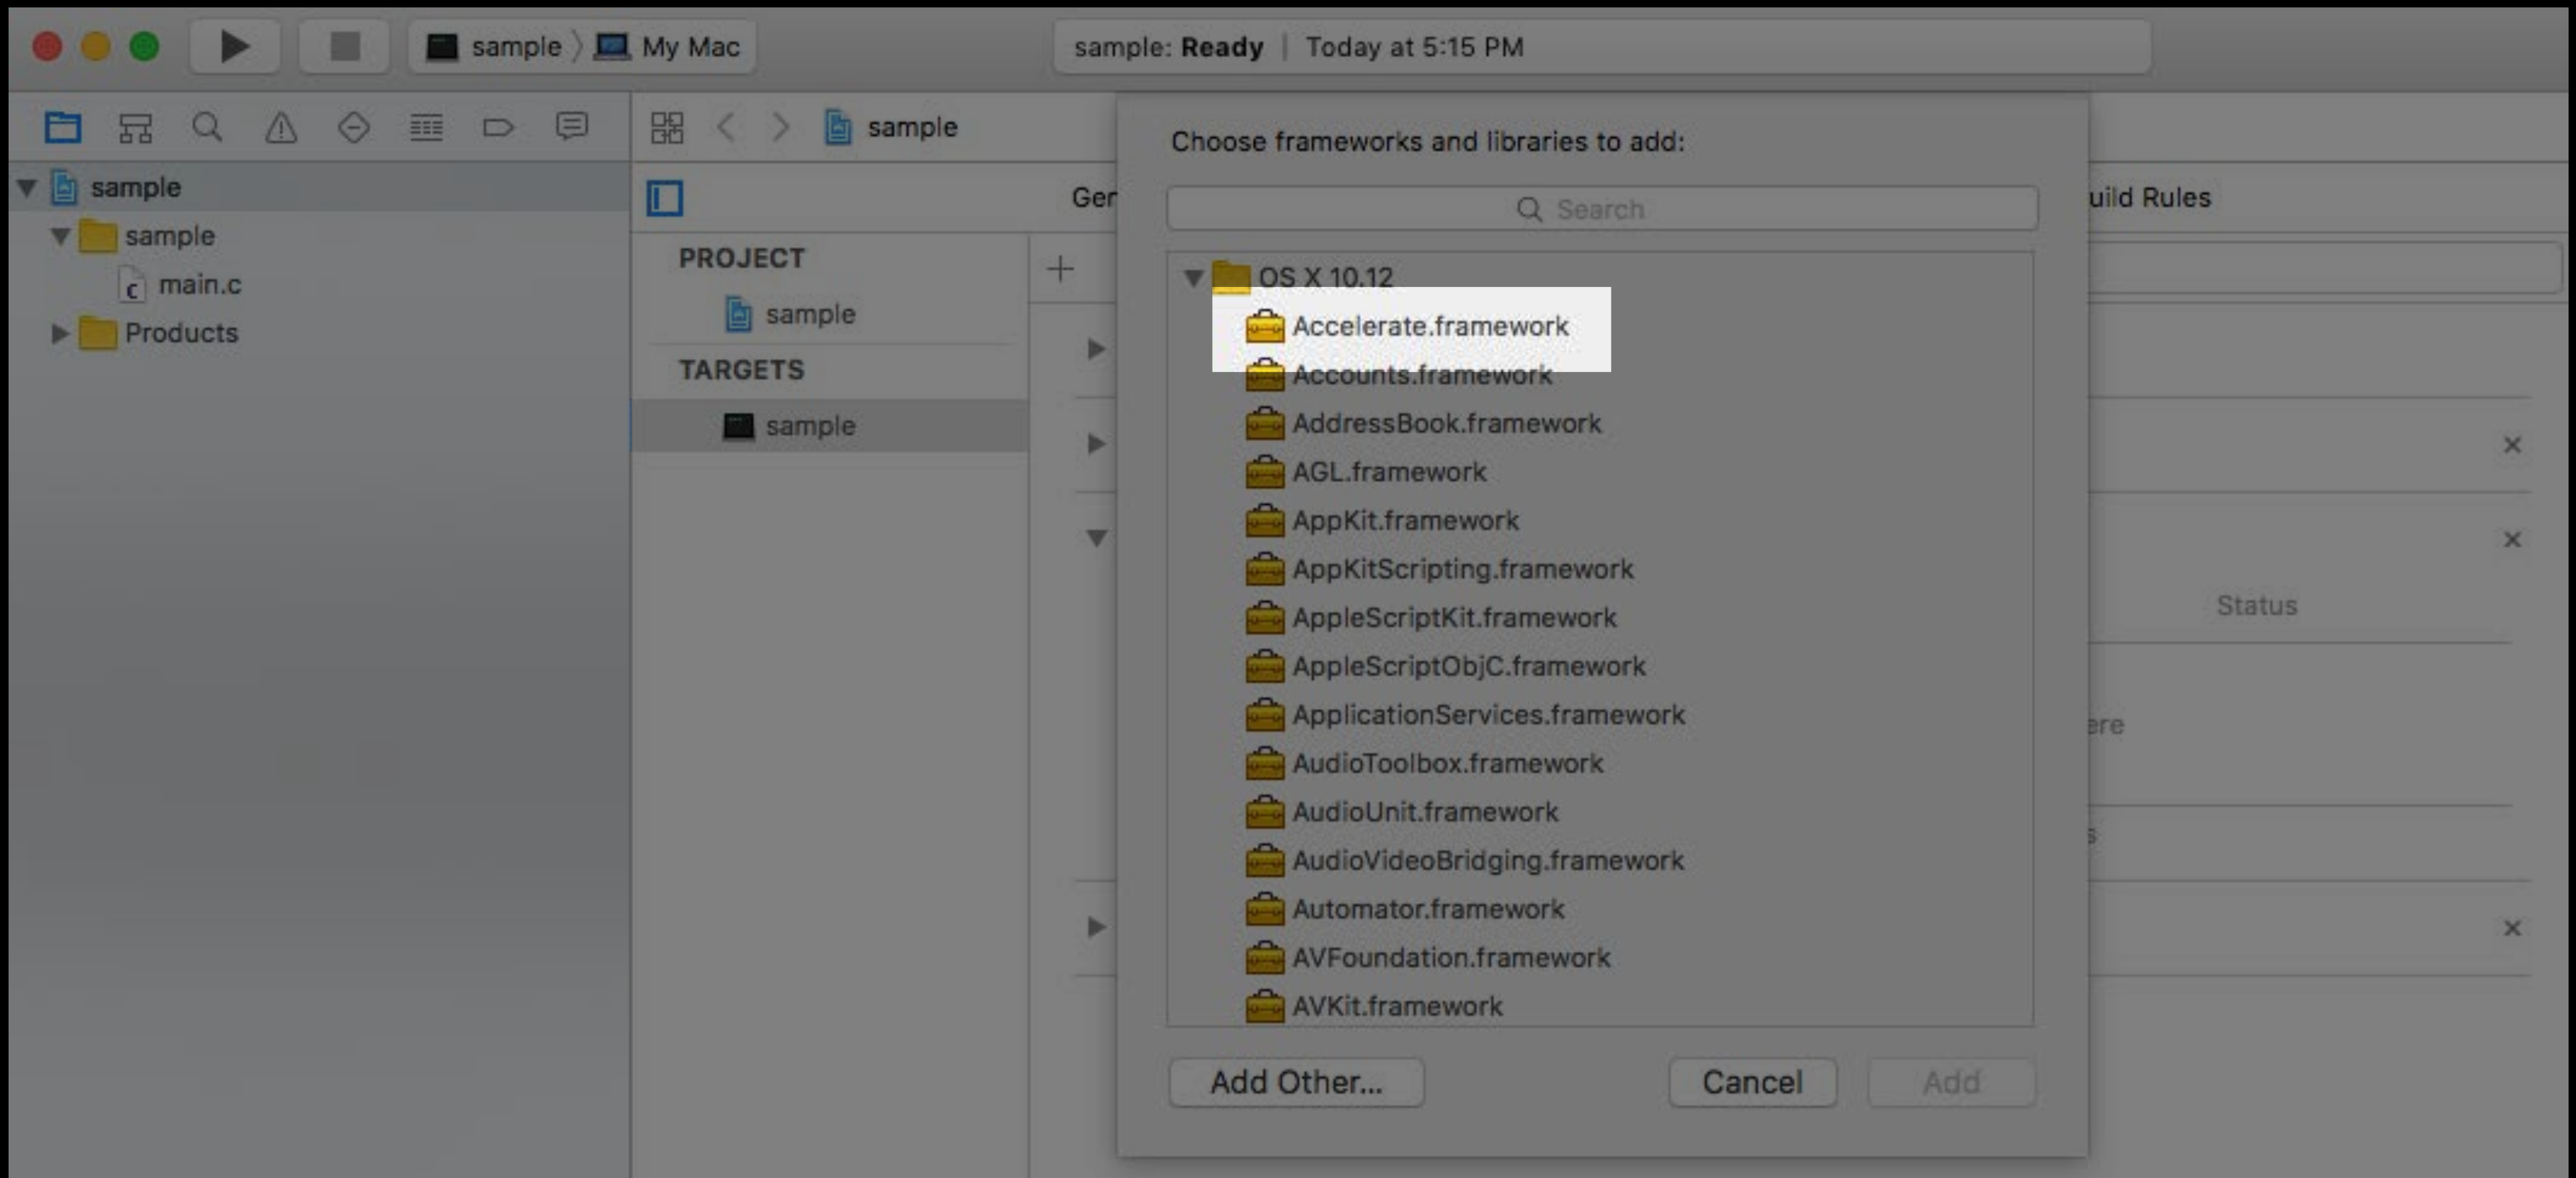 sample 〉 My Mac
sample: Ready | Today at 5:15 PM
sample
sample
sample
main.c
Products
PROJECT
sample
TARGETS
sample
Choose frameworks and libraries to add:
Search
OS X 10.12
Accelerate.framework
Accounts.framework
AddressBook.framework
AGL.framework
AppKit.framework
AppKitScripting.framework
AppleScriptKit.framework
AppleScriptObjC.framework
ApplicationServices.framework
AudioToolbox.framework
AudioUnit.framework
AudioVideoBridging.framework
Automator.framework
AVFoundation.framework
AVKit.framework
Add Other...
Cancel
Add
Rules
Status